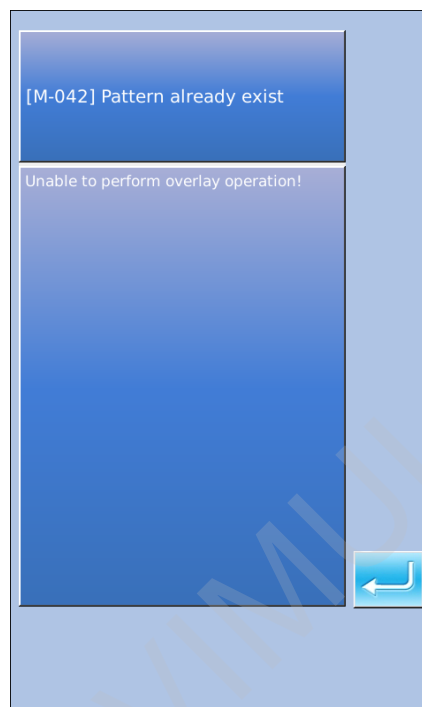 [M-042] Pattern already exist
Unable to perform overlay operation!